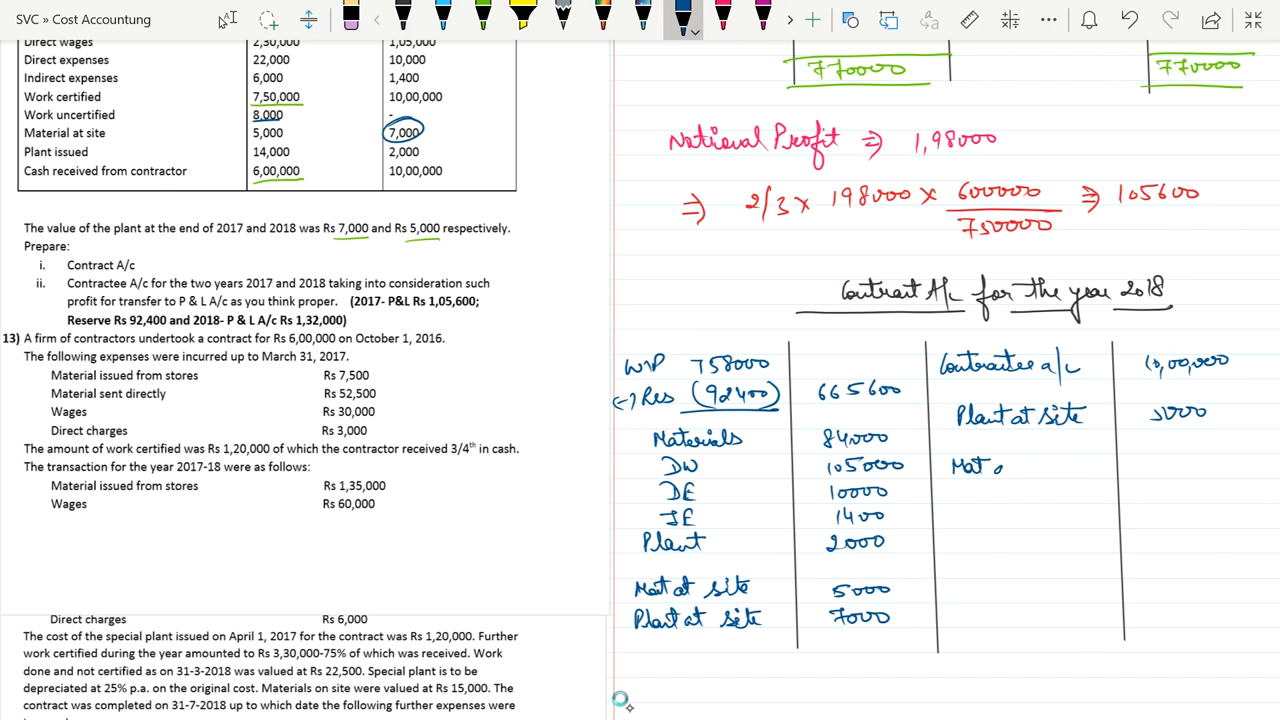 SVC » Cost Accountung
Direct wages 2,30,000 1,05,000
Direct expenses 22,000 10,000
Indirect expenses 6,000 1,400
Work certified 7,50,000 10,00,000
Work uncertified 8,000 -
Material at site 5,000 7,000
Plant issued 14,000 2,000
Cash received from contractor 6,00,000 10,00,000
The value of the plant at the end of 2017 and 2018 was Rs 7,000 and Rs 5,000 respectively.
Prepare:
i. Contract A/c
ii. Contractee A/c for the two years 2017 and 2018 taking into consideration such
profit for transfer to P & L A/c as you think proper. (2017- P&L Rs 1,05,600;
Reserve Rs 92,400 and 2018- P & L A/c Rs 1,32,000)
13) A firm of contractors undertook a contract for Rs 6,00,000 on October 1, 2016.
The following expenses were incurred up to March 31, 2017.
Material issued from stores Rs 7,500
Material sent directly Rs 52,500
Wages Rs 30,000
Direct charges Rs 3,000
The amount of work certified was Rs 1,20,000 of which the contractor received 3/4th in cash.
The transaction for the year 2017-18 were as follows:
Material issued from stores Rs 1,35,000
Wages Rs 60,000
Direct charges Rs 6,000
The cost of the special plant issued on April 1, 2017 for the contract was Rs 1,20,000. Further
work certified during the year amounted to Rs 3,30,000-75% of which was received. Work
done and not certified as on 31-3-2018 was valued at Rs 22,500. Special plant is to be
depreciated at 25% p.a. on the original cost. Materials on site were valued at Rs 15,000. The
contract was completed on 31-7-2018 up to which date the following further expenses were
770000 770000
Notional Profit ⇒ 1,98000
⇒ 2/3 × 198000 × 600000 ⇒ 105600
750000
Contract A/c for the year 2018
WIP 758000 Contractee a/c 10,00,000
(-) Res (92400) 665600
Plant at site 5000
Materials 84000
DW 105000 Mat a
DE 10000
IE 1400
Plant 2000
Mat at site 5000
Plant at site 7000